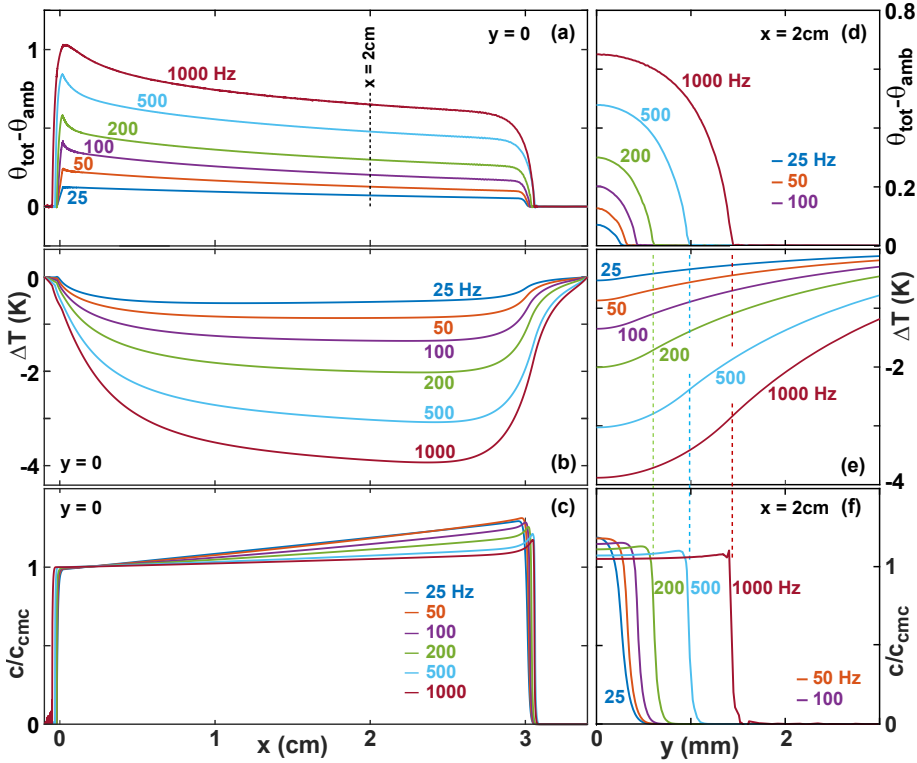 θtot-θamb
1
0
y = 0
(a)
x = 2cm
1000 Hz
500
200
100
50
25
x = 2cm
(d)
0.8
0.6
0.2
0
θtot-θamb
1000 Hz
500
200
25 Hz
50
100
ΔT (K)
0
-2
-4
25 Hz
50
100
200
500
1000
y = 0
(b)
25
50
100
200
500
1000 Hz
(e)
0
-2
-4
ΔT (K)
c/ccmc
1
0
y = 0
(c)
25 Hz
50
100
200
500
1000
0
1
2
3
x (cm)
x = 2cm
(f)
200
500
1000 Hz
25
50 Hz
100
1
0
c/ccmc
0
1
2
y (mm)